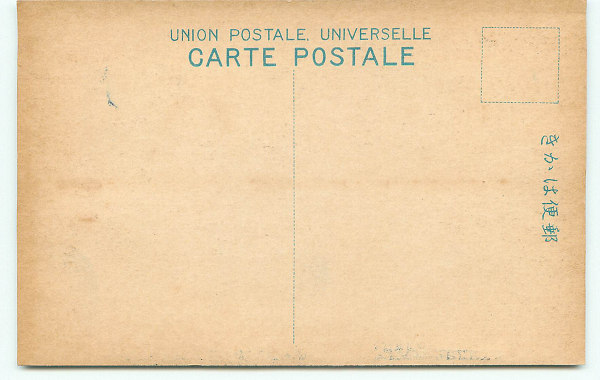 UNION POSTALE. UNIVERSELLE
CARTE POSTALE
きかは便郵